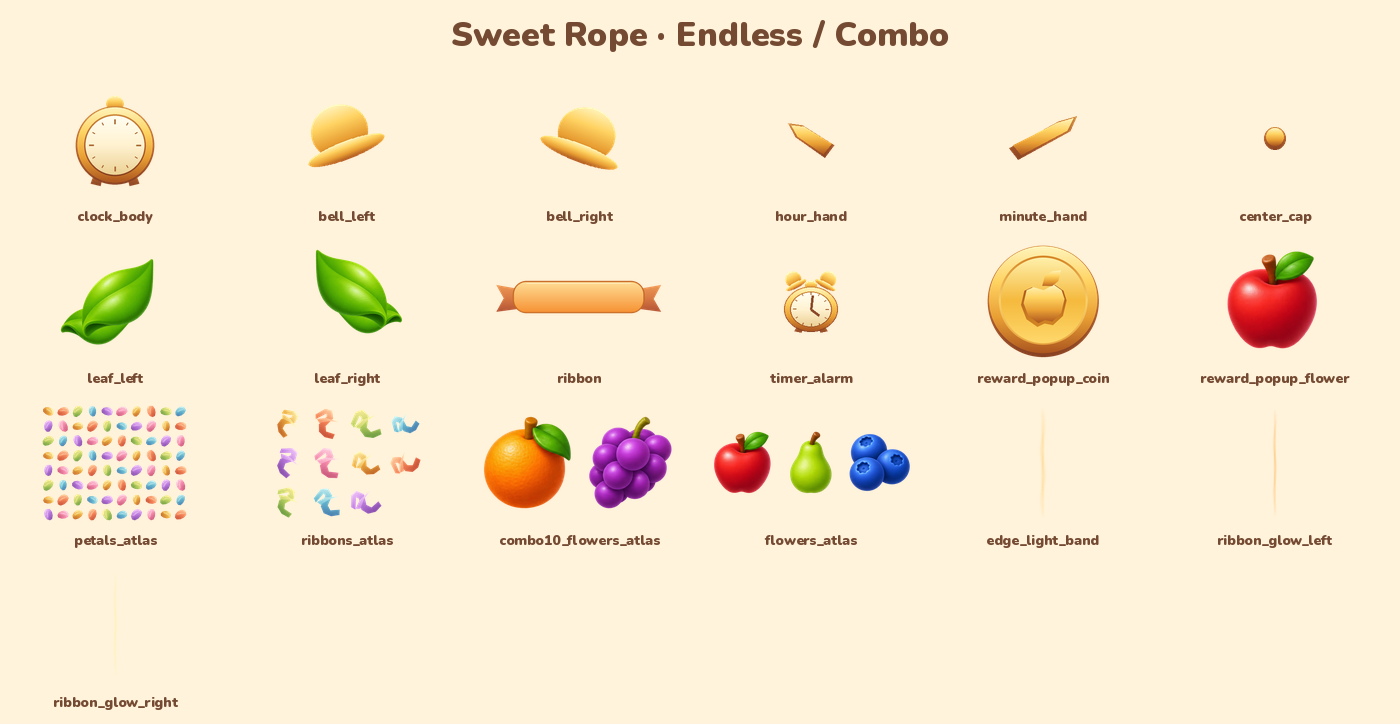 Sweet Rope · Endless / Combo
clock_body
bell_left
bell_right
hour_hand
minute_hand
center_cap
leaf_left
leaf_right
ribbon
timer_alarm
reward_popup_coin
reward_popup_flower
petals_atlas
ribbons_atlas
combo10_flowers_atlas
flowers_atlas
edge_light_band
ribbon_glow_left
ribbon_glow_right